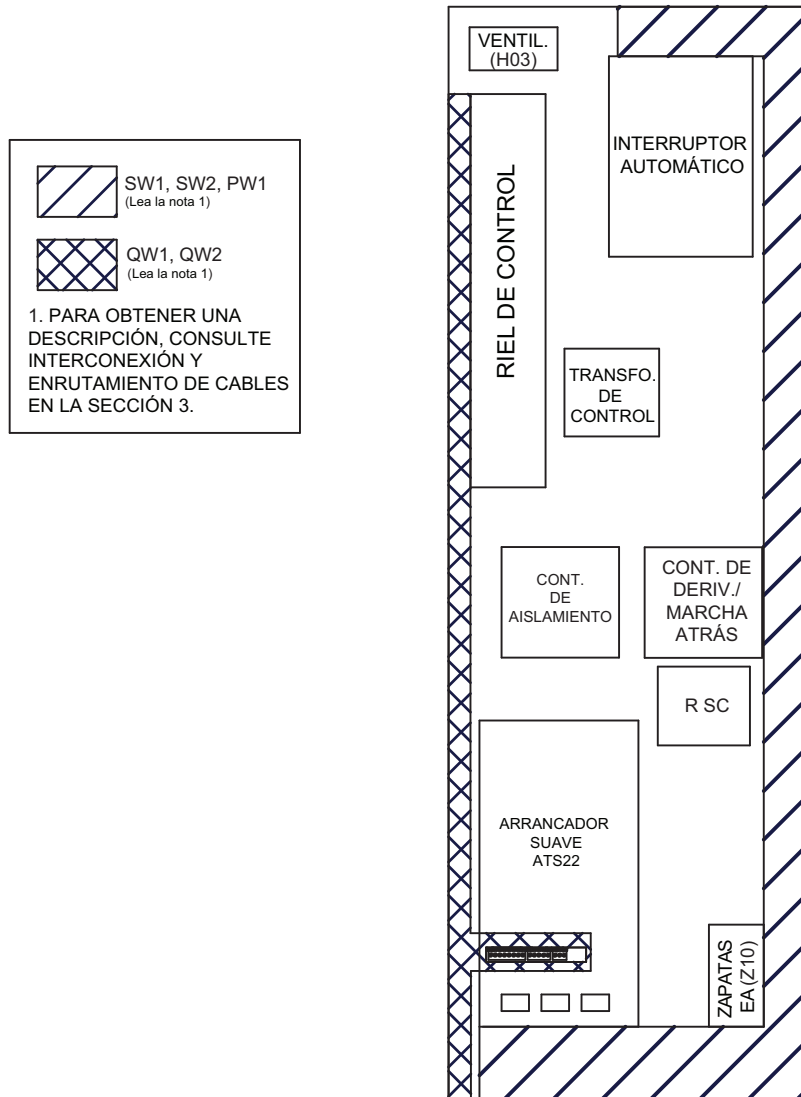 SW1, SW2, PW1
(Lea la nota 1)
QW1, QW2
(Lea la nota 1)
1. PARA OBTENER UNA
DESCRIPCIÓN, CONSULTE
INTERCONEXIÓN Y
ENRUTAMIENTO DE CABLES
EN LA SECCIÓN 3.
VENTIL.
(H03)
INTERRUPTOR
AUTOMÁTICO
RIEL DE CONTROL
TRANSFO.
DE
CONTROL
CONT.
DE
AISLAMIENTO
CONT. DE
DERIV./
MARCHA
ATRÁS
R SC
ARRANCADOR
SUAVE
ATS22
ZAPATAS
EA (Z10)